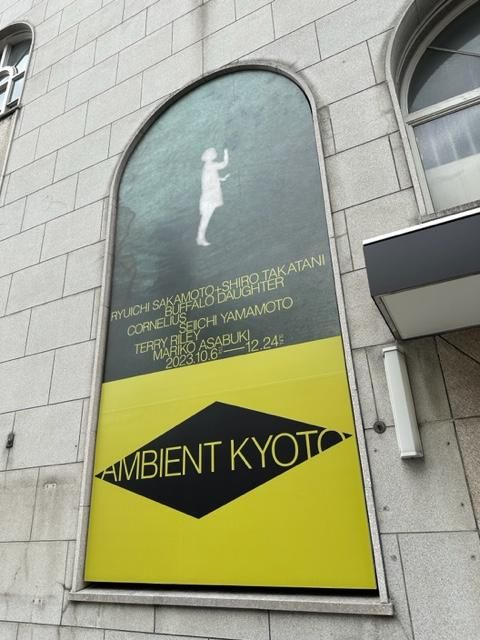 RYUICHI SAKAMOTO+SHIRO TAKATANI
BUFFALO DAUGHTER
CORNELIUS
SEIICHI YAMAMOTO
TERRY RILEY
MARIKO ASABUKI
2023.10.6——12.24
AMBIENT KYOTO